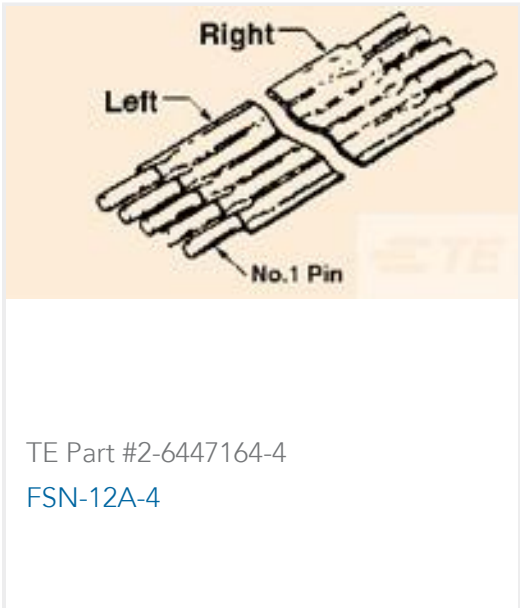 Right
Left
No.1 Pin
TE
TE Part #2-6447164-4
FSN-12A-4